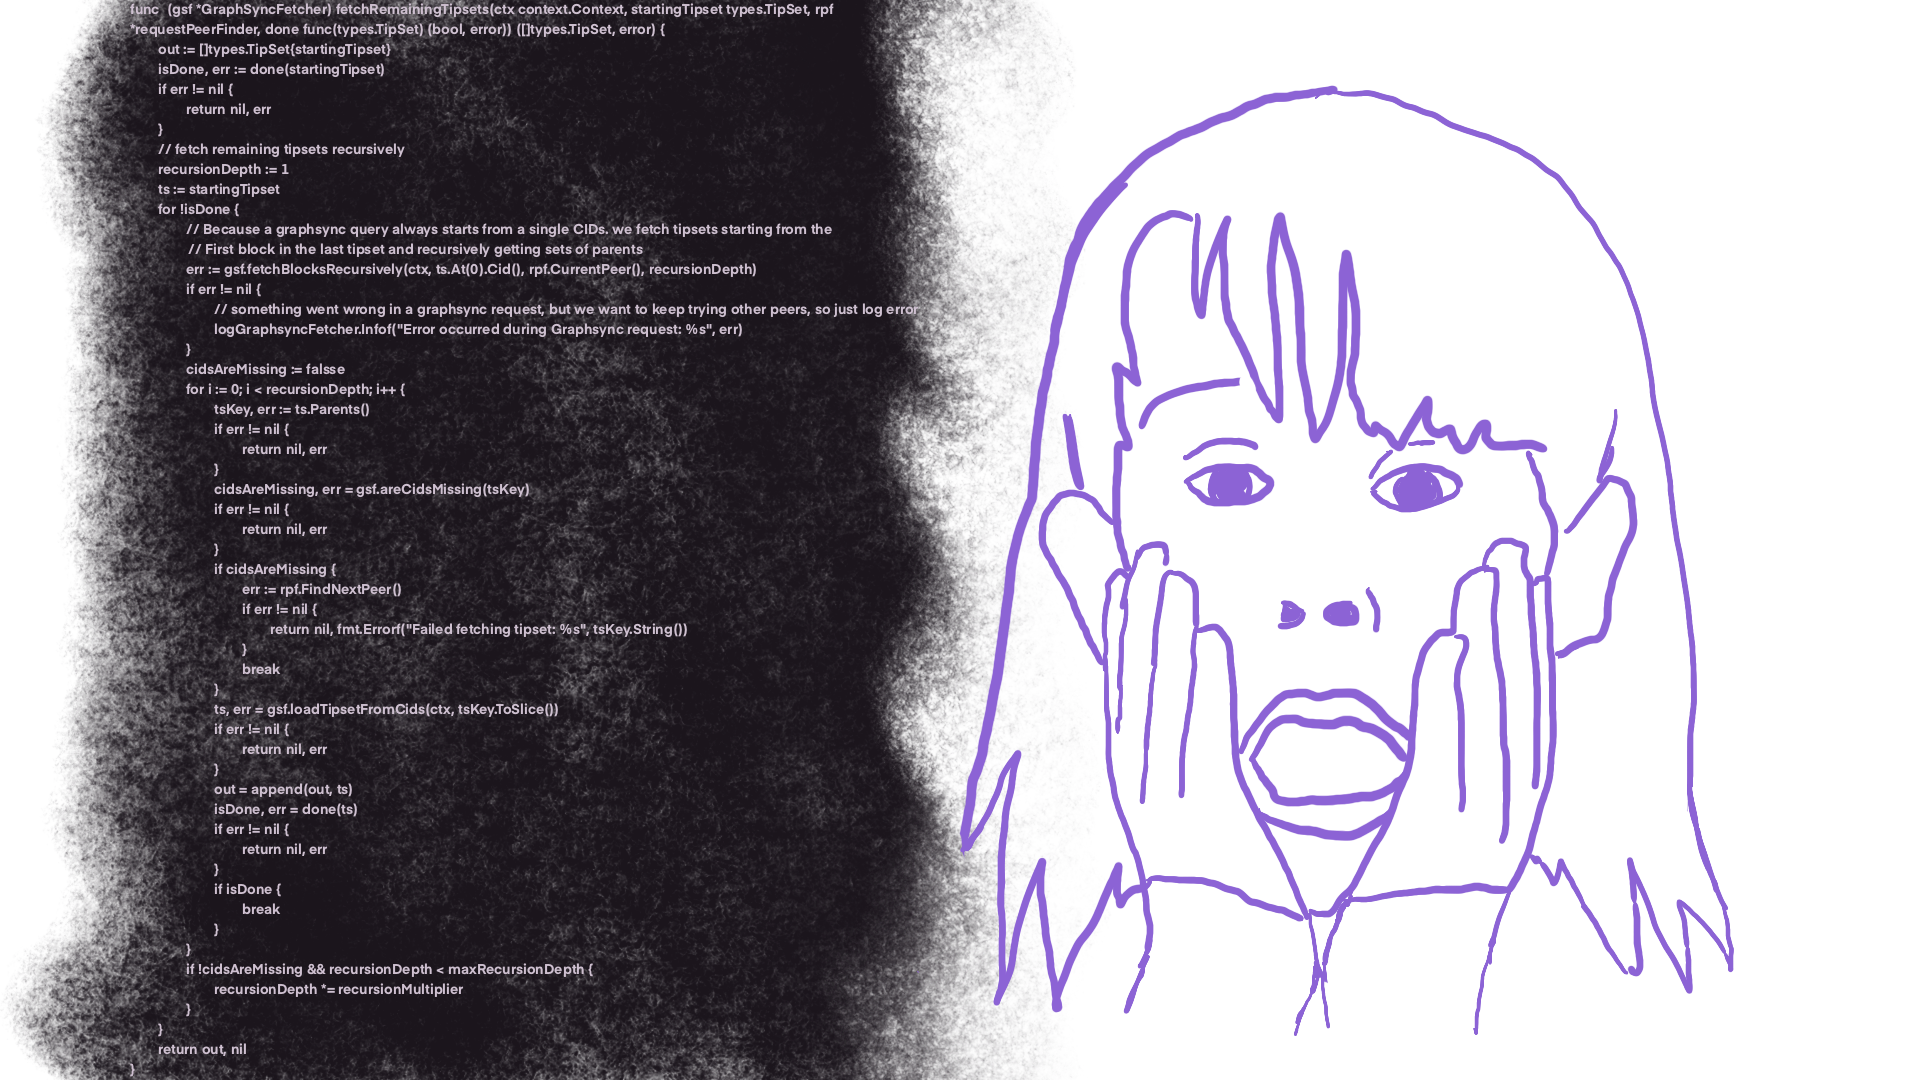 func  (gsf *GraphSyncFetcher) fetchRemainingTipsets(ctx context.Context, startingTipset types.TipSet, rpf
*requestPeerFinder, done func(types.TipSet) (bool, error)) ([]types.TipSet, error) {
out := []types.TipSet{startingTipset}
isDone, err := done(startingTipset)
if err != nil {
return nil, err
}
// fetch remaining tipsets recursively
recursionDepth := 1
ts := startingTipset
for !isDone {
// Because a graphsync query always starts from a single CIDs. we fetch tipsets starting from the
// First block in the last tipset and recursively getting sets of parents
err := gsf.fetchBlocksRecursively(ctx, ts.At(0).Cid(), rpf.CurrentPeer(), recursionDepth)
if err != nil {
// something went wrong in a graphsync request, but we want to keep trying other peers, so just log error
logGraphsyncFetcher.Infof("Error occurred during Graphsync request: %s", err)
}
cidsAreMissing := falsse
for i := 0; i < recursionDepth; i++ {
tsKey, err := ts.Parents()
if err != nil {
return nil, err
}
cidsAreMissing, err = gsf.areCidsMissing(tsKey)
if err != nil {
return nil, err
}
if cidsAreMissing {
err := rpf.FindNextPeer()
if err != nil {
return nil, fmt.Errorf("Failed fetching tipset: %s", tsKey.String())
}
break
}
ts, err = gsf.loadTipsetFromCids(ctx, tsKey.ToSlice())
if err != nil {
return nil, err
}
out = append(out, ts)
isDone, err = done(ts)
if err != nil {
return nil, err
}
if isDone {
break
}
}
if !cidsAreMissing && recursionDepth < maxRecursionDepth {
recursionDepth *= recursionMultiplier
}
}
return out, nil
}